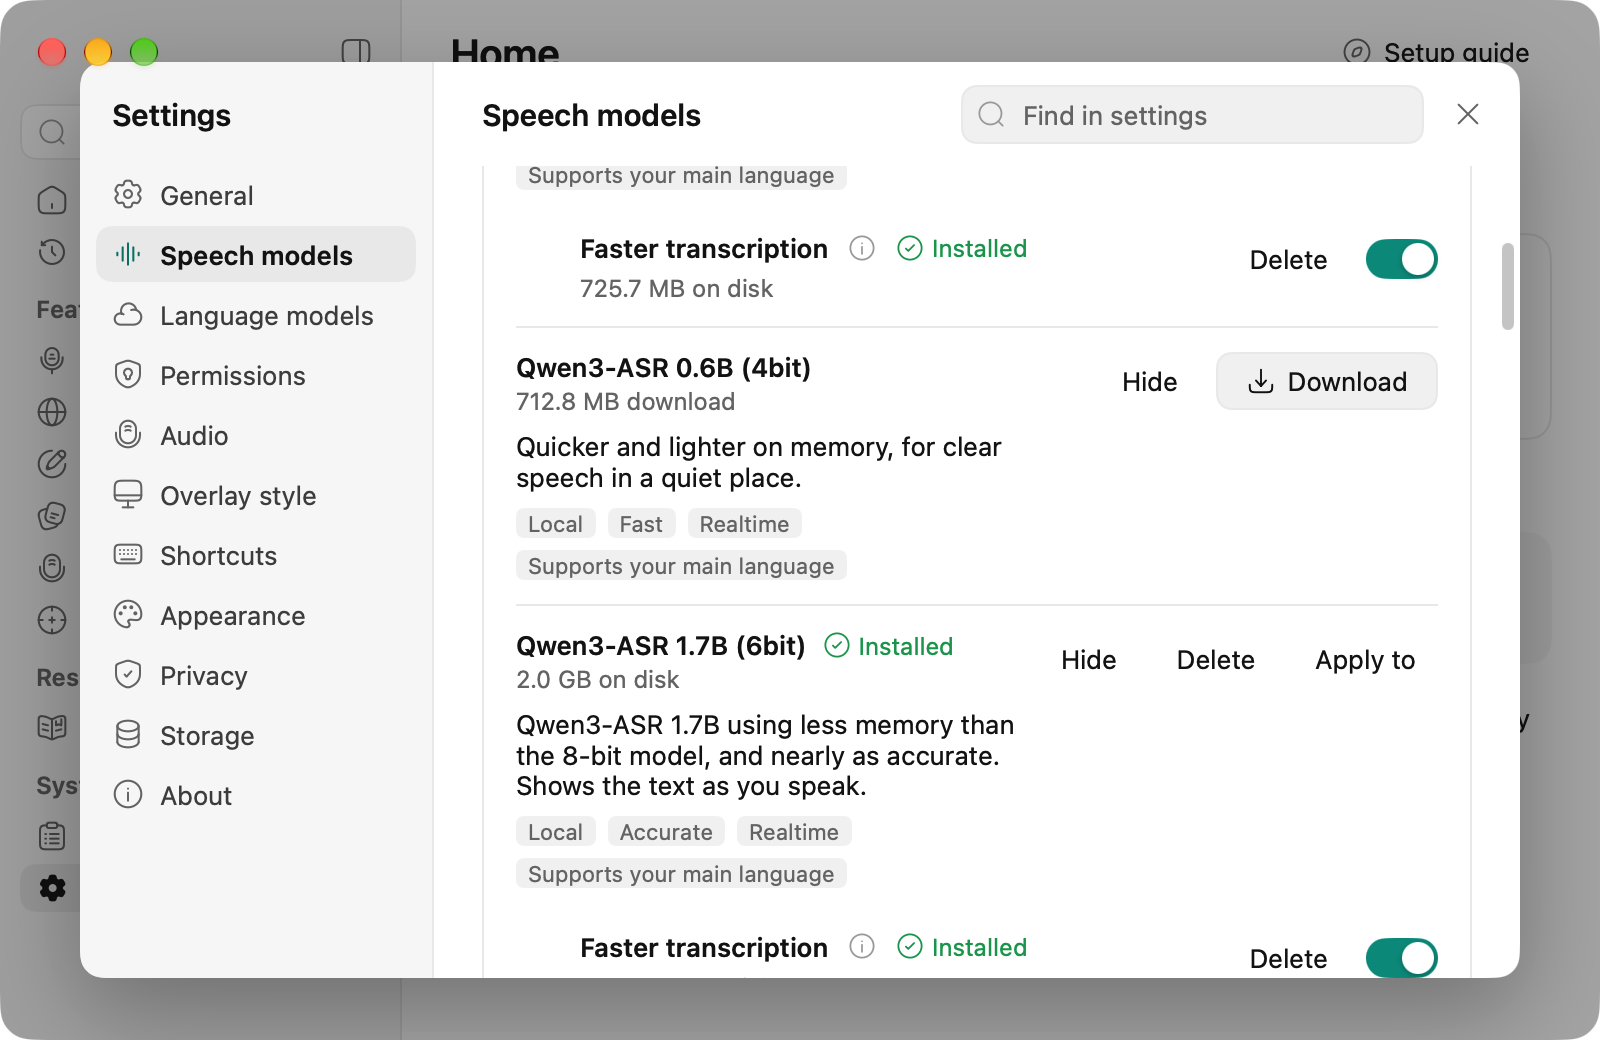 Home
Setup guide
Settings
Speech models
Find in settings
General
Speech models
Language models
Permissions
Audio
Overlay style
Shortcuts
Appearance
Privacy
Storage
About
Supports your main language
Faster transcription
Installed
725.7 MB on disk
Delete
Qwen3-ASR 0.6B (4bit)
712.8 MB download
Hide
Download
Quicker and lighter on memory, for clear
speech in a quiet place.
Local Fast Realtime
Supports your main language
Qwen3-ASR 1.7B (6bit)
Installed
2.0 GB on disk
Hide Delete Apply to
Qwen3-ASR 1.7B using less memory than
the 8-bit model, and nearly as accurate.
Shows the text as you speak.
Local Accurate Realtime
Supports your main language
Faster transcription
Installed
Delete